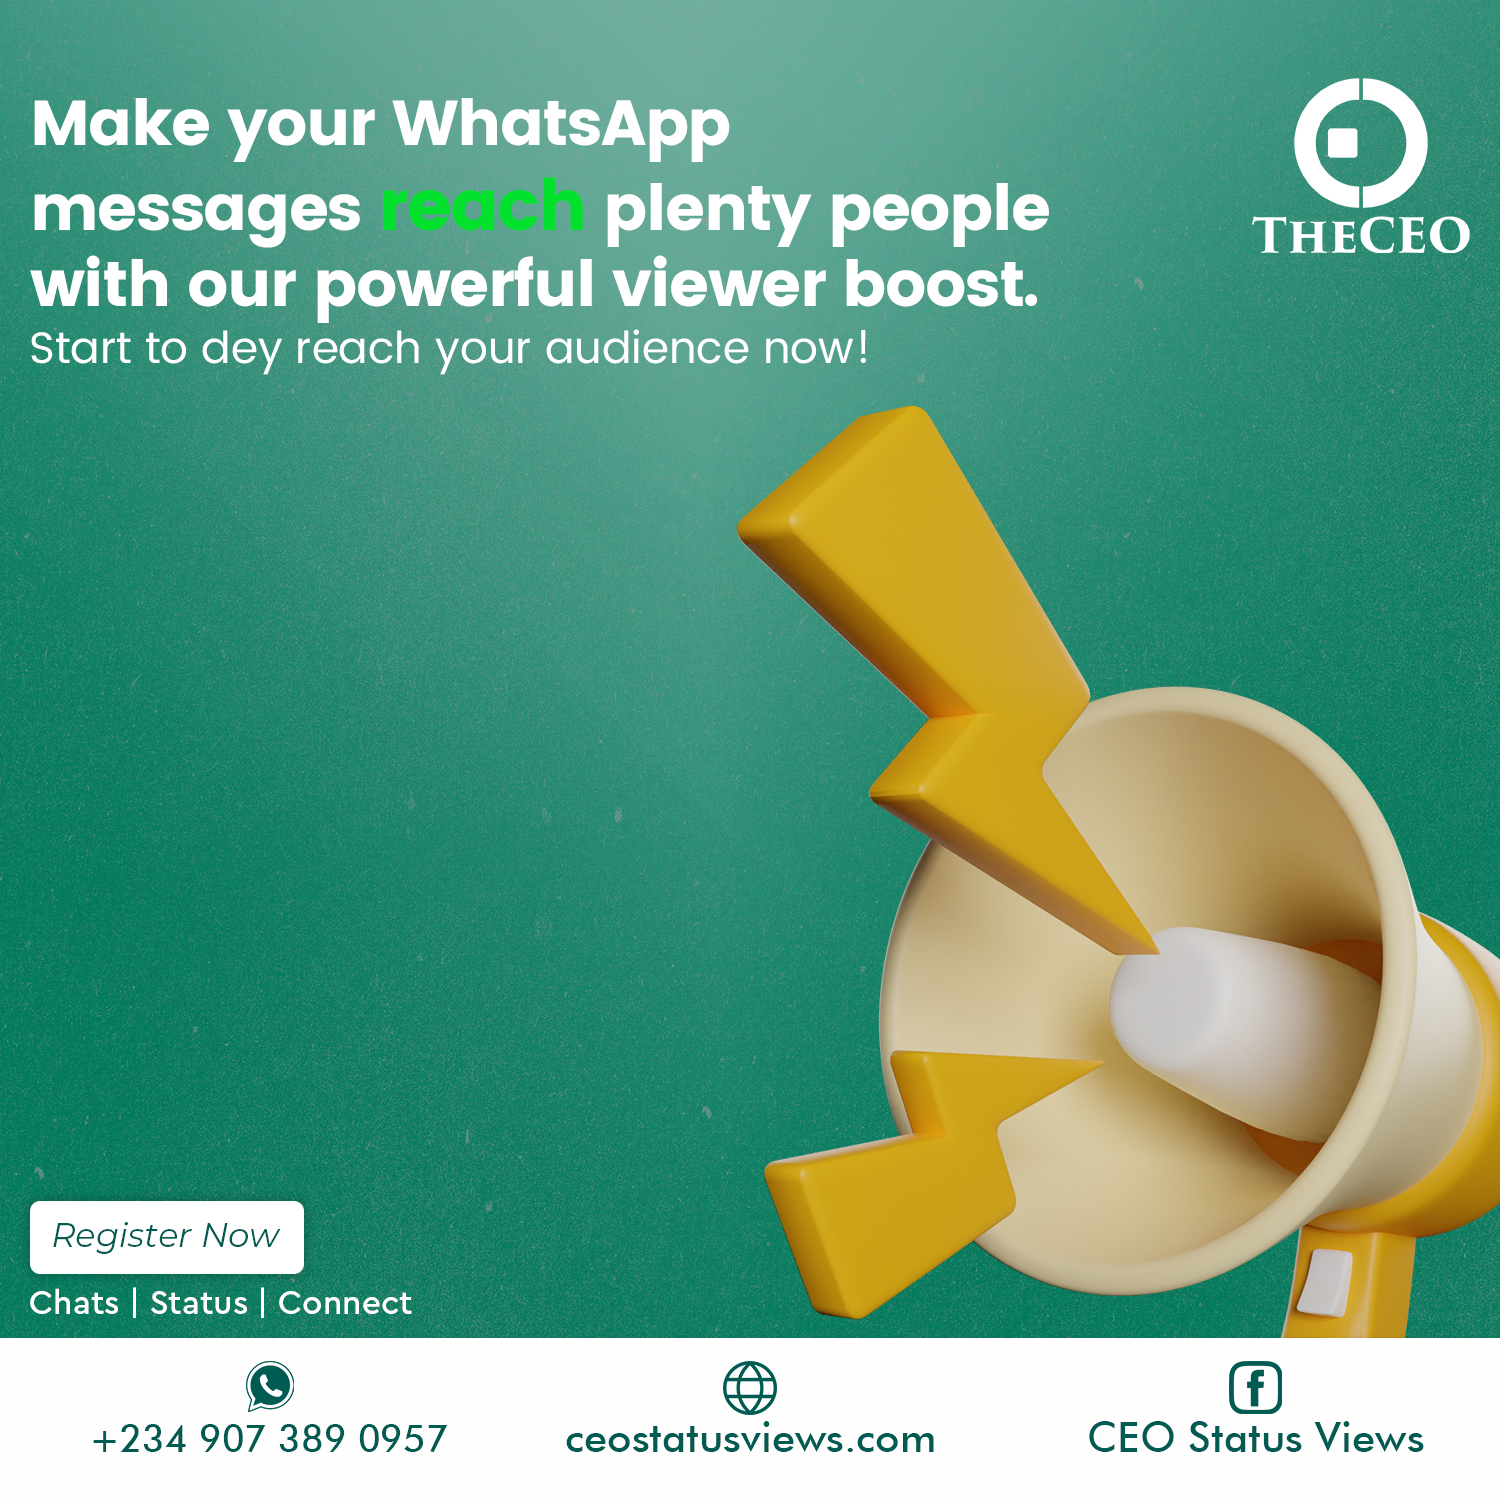 Make your WhatsApp
messages reach plenty people
with our powerful viewer boost.
Start to dey reach your audience now!
THECEO
Register Now
Chats | Status | Connect
+234 907 389 0957
ceostatusviews.com
CEO Status Views